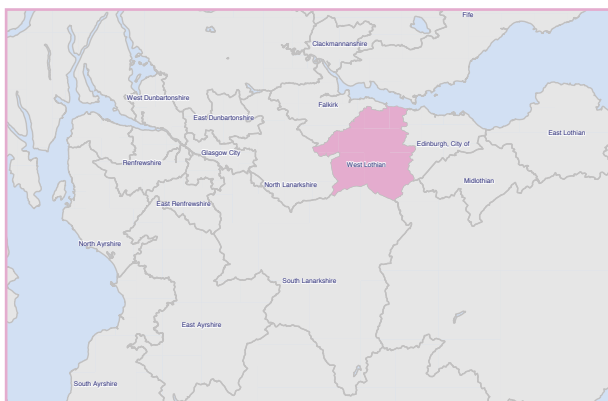 Fife
Clackmannanshire
West Dunbartonshire
Falkirk
East Dunbartonshire
East Lothian
Edinburgh, City of
Glasgow City
Renfrewshire
West Lothian
Midlothian
North Lanarkshire
East Renfrewshire
North Ayrshire
South Lanarkshire
East Ayrshire
South Ayrshire